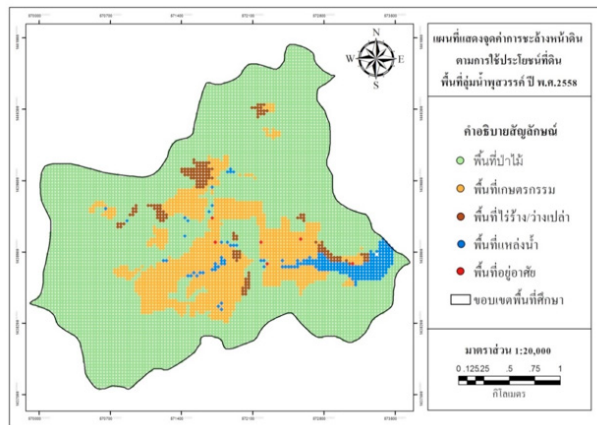 แผนที่แสดงจุดค่าการชะล้างหน้าดิน
ตามการใช้ประโยชน์ที่ดิน
พื้นที่ลุ่มน้ำพุสวรรค์ ปี พ.ศ.2558
N
W E
S
คำอธิบายสัญลักษณ์
พื้นที่ป่าไม้
พื้นที่เกษตรกรรม
พื้นที่ไร่ร้าง/ว่างเปล่า
พื้นที่แหล่งน้ำ
พื้นที่อยู่อาศัย
ขอบเขตพื้นที่ศึกษา
มาตราส่วน 1:20,000
0 .125.25 .5 .75 1
กิโลเมตร